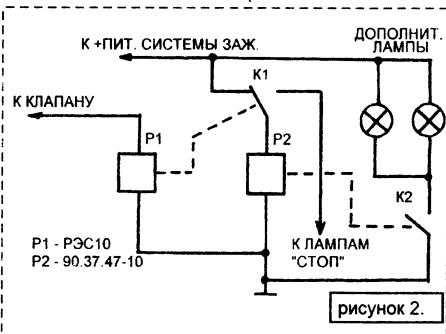 ДОПОЛНИТ.
ЛАМПЫ
К +ПИТ. СИСТЕМЫ ЗАЖ.
К1
К КЛАПАНУ
Р1
Р2
К2
Р1 - РЭС10
Р2 - 90.37.47-10
К ЛАМПАМ
"СТОП"
рисунок 2.